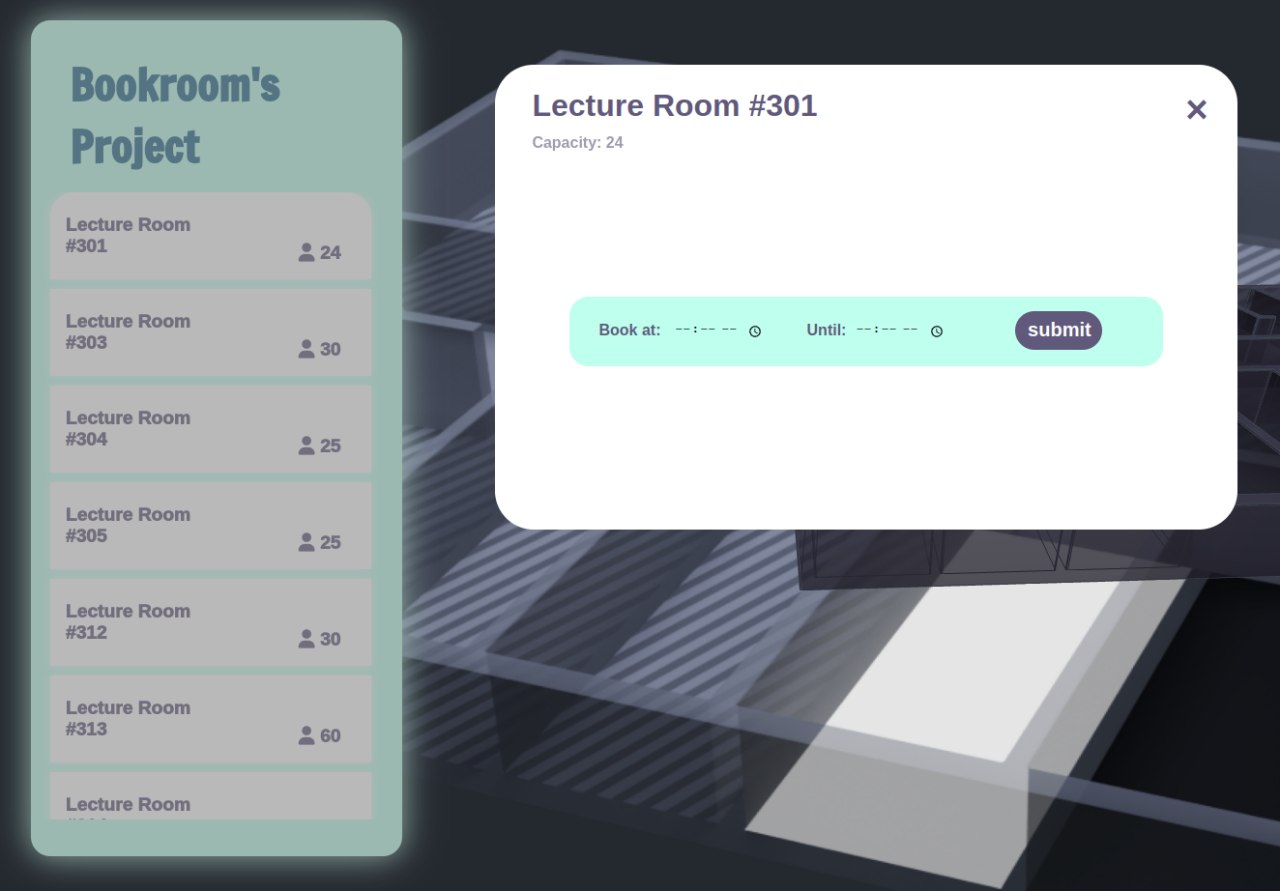 Bookroom's
Project
Lecture Room
#301
24
Lecture Room
#303
30
Lecture Room
#304
25
Lecture Room
#305
25
Lecture Room
#312
30
Lecture Room
#313
60
Lecture Room
Lecture Room #301
Capacity: 24
Book at: --:-- -- Until: --:-- -- submit